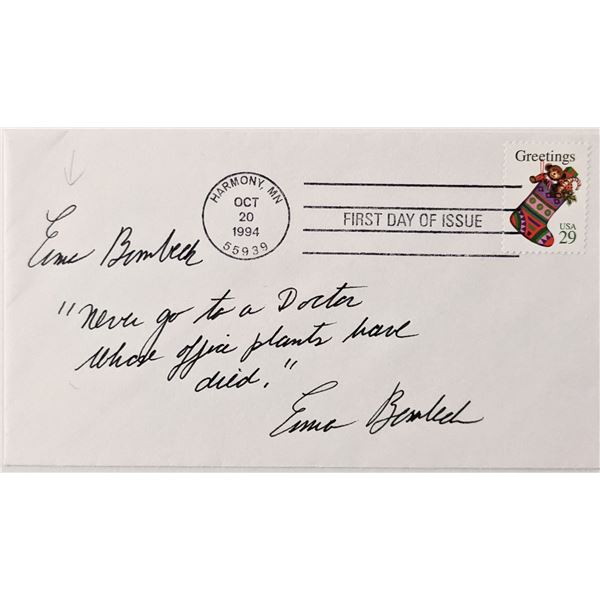 Greetings
HARMONY, MN
OCT
20
1994
55939
FIRST DAY OF ISSUE
USA
29
Erma Bombeck
"Never go to a Doctor
whose office plants have
died."
Erma Bombeck